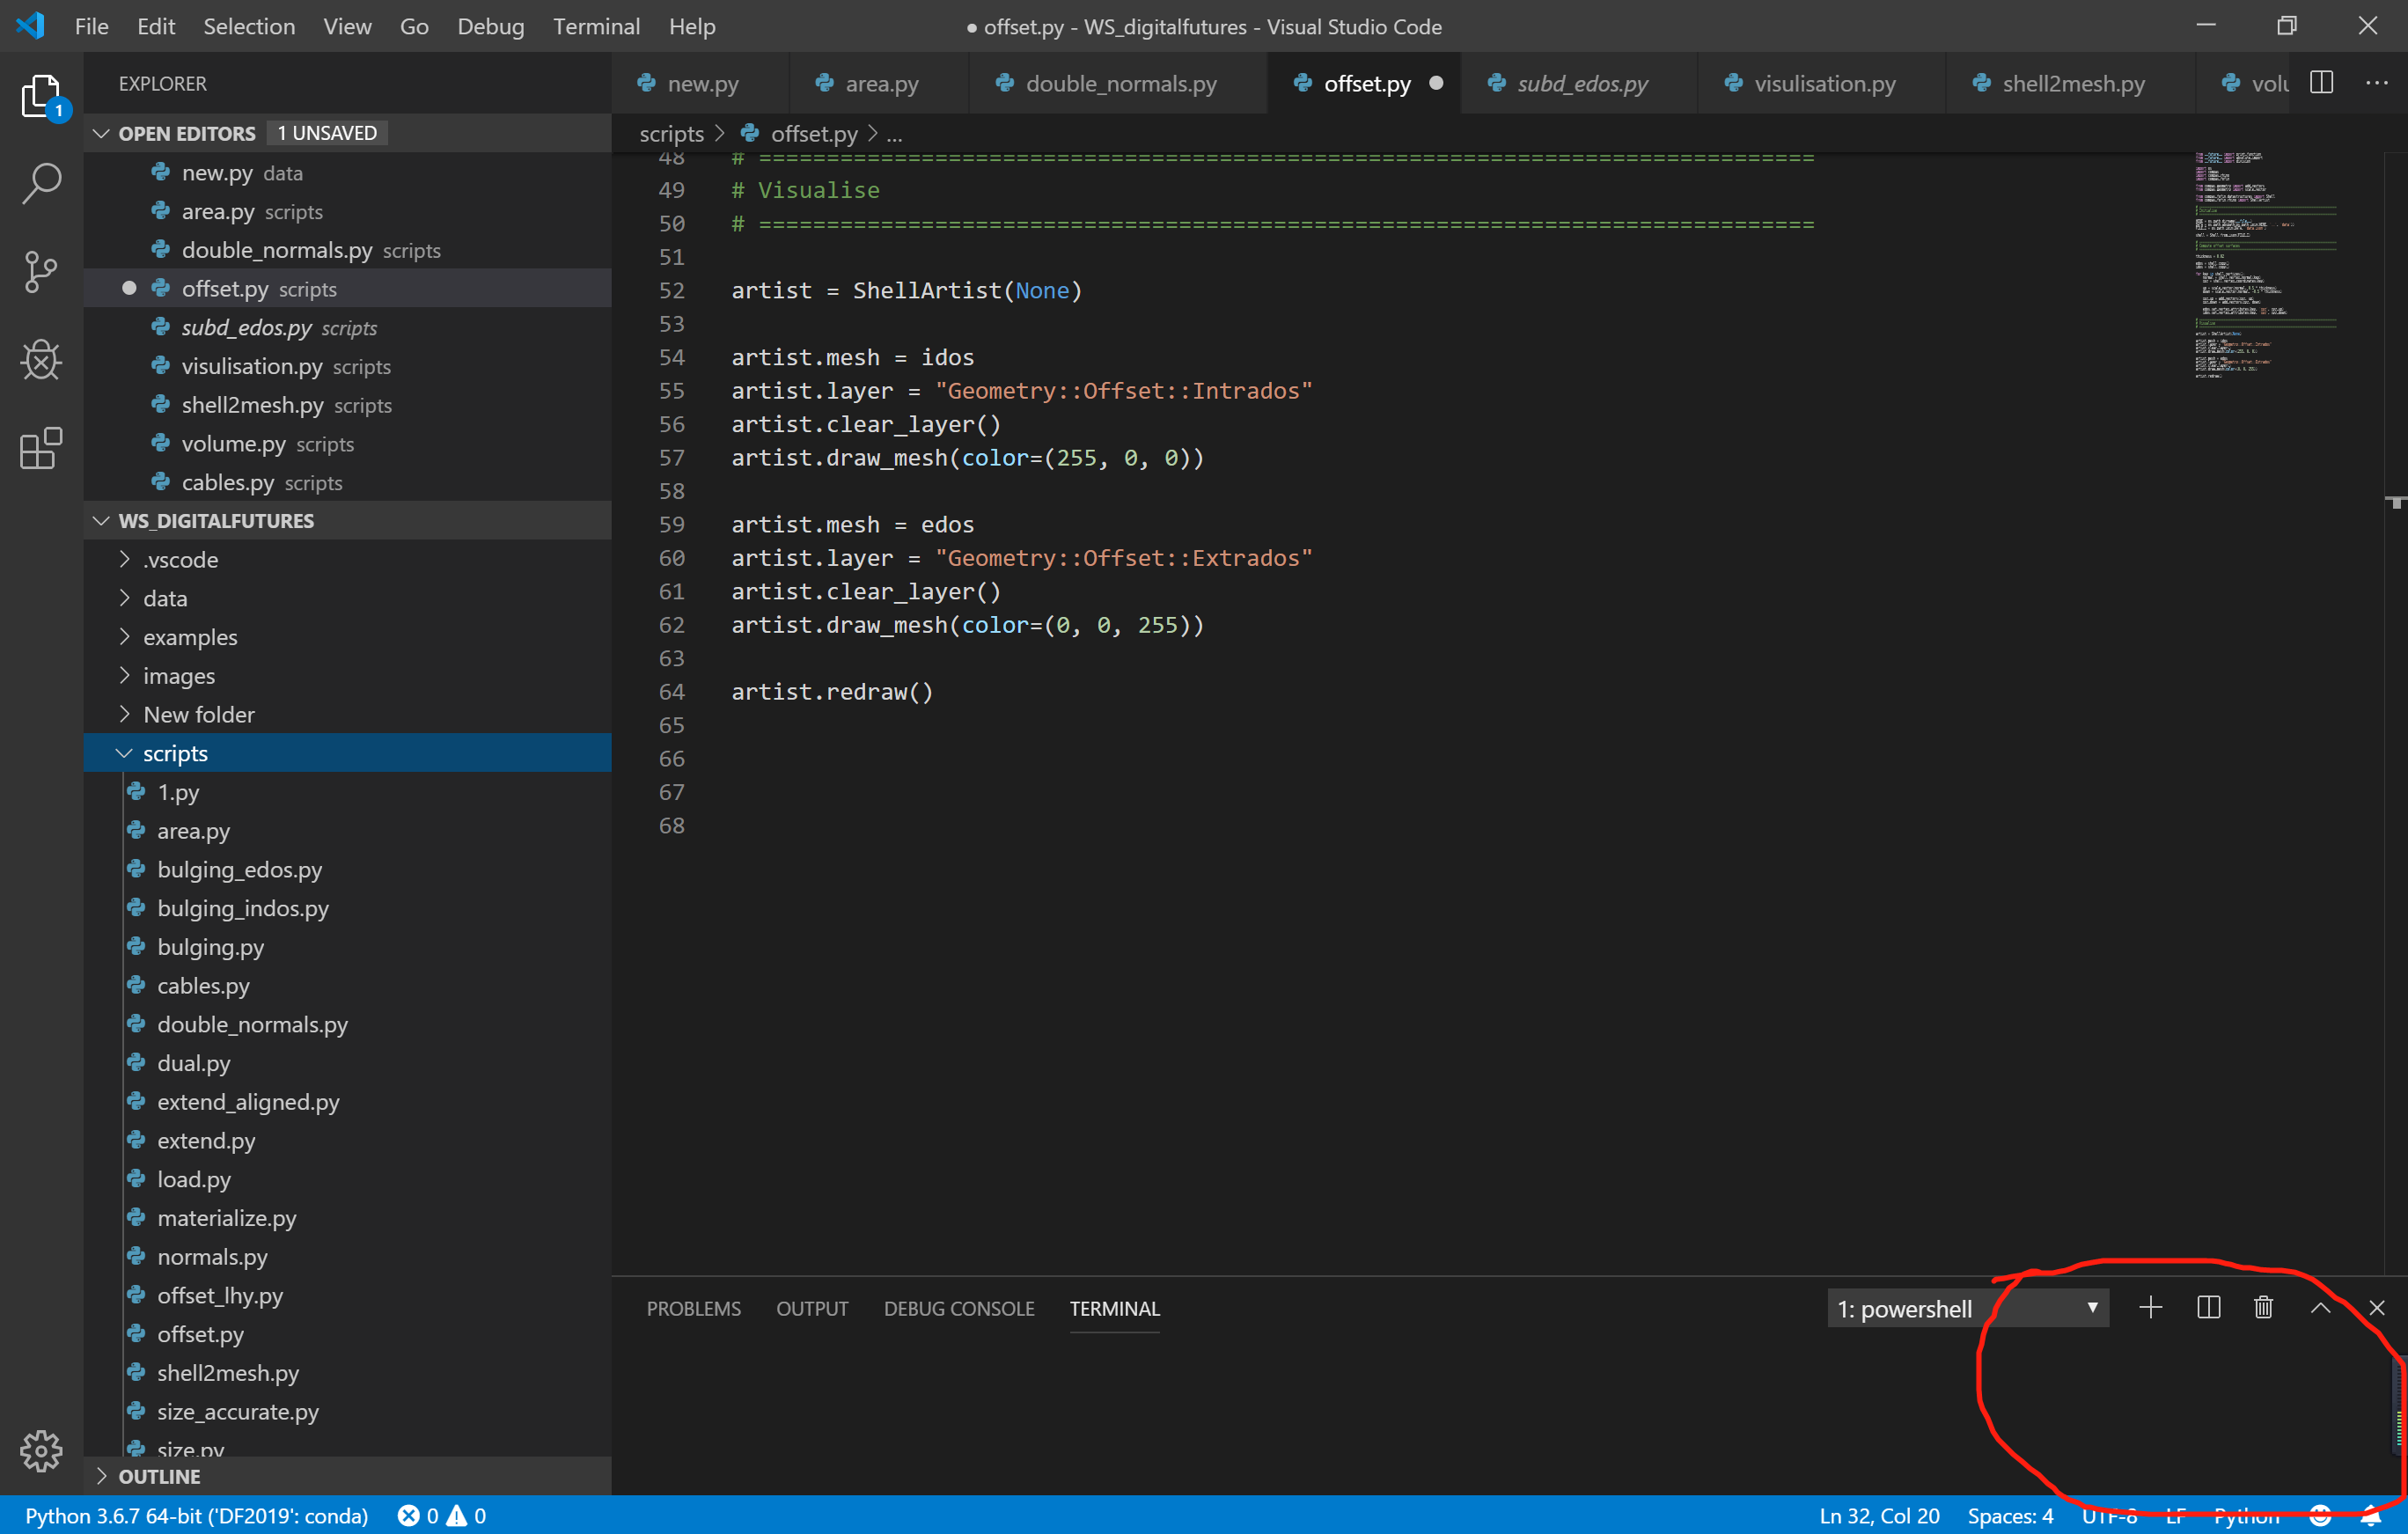 File Edit Selection View Go Debug Terminal Help
● offset.py - WS_digitalfutures - Visual Studio Code
EXPLORER
new.py area.py double_normals.py offset.py subd_edos.py visulisation.py shell2mesh.py volu
1
OPEN EDITORS 1 UNSAVED
scripts > offset.py > ...
new.py data
area.py scripts
double_normals.py scripts
offset.py scripts
subd_edos.py scripts
visulisation.py scripts
shell2mesh.py scripts
volume.py scripts
cables.py scripts
WS_DIGITALFUTURES
.vscode
data
examples
images
New folder
scripts
1.py
area.py
bulging_edos.py
bulging_indos.py
bulging.py
cables.py
double_normals.py
dual.py
extend_aligned.py
extend.py
load.py
materialize.py
normals.py
offset_lhy.py
offset.py
shell2mesh.py
size_accurate.py
size.py
OUTLINE
48 # ==============================================================================
49 # Visualise
50 # ==============================================================================
51
52 artist = ShellArtist(None)
53
54 artist.mesh = idos
55 artist.layer = "Geometry::Offset::Intrados"
56 artist.clear_layer()
57 artist.draw_mesh(color=(255, 0, 0))
58
59 artist.mesh = edos
60 artist.layer = "Geometry::Offset::Extrados"
61 artist.clear_layer()
62 artist.draw_mesh(color=(0, 0, 255))
63
64 artist.redraw()
65
66
67
68
PROBLEMS OUTPUT DEBUG CONSOLE TERMINAL
1: powershell
Python 3.6.7 64-bit ('DF2019': conda) 0 0
Ln 32, Col 20 Spaces: 4 UTF-8 LF Python